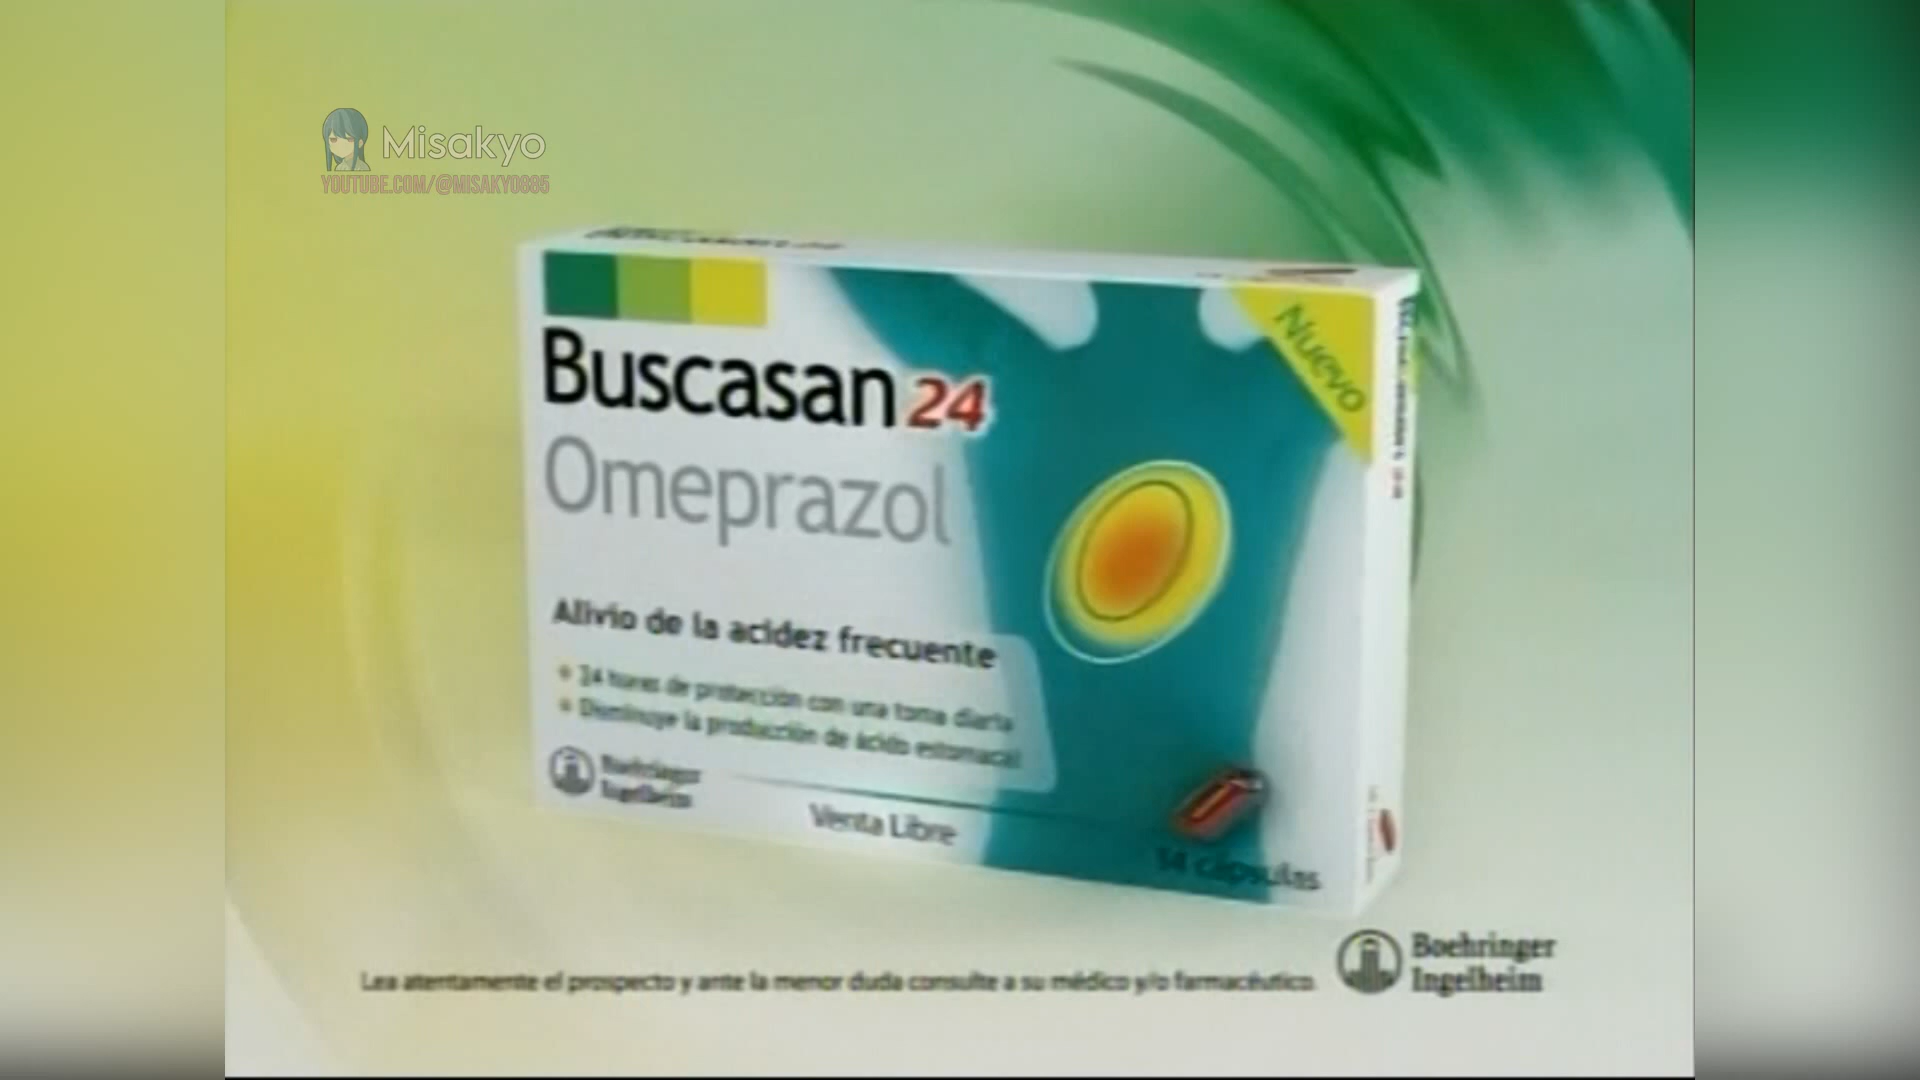 Misakyo
YOUTUBE.COM/@MISAKYO885
Nuevo
Buscasan 24
Omeprazol
Alivio de la acidez frecuente
24 horas de protección con una toma diaria
Disminuye la producción de ácido estomacal
Boehringer
Ingelheim
Venta Libre
14 cápsulas
Lea atentamente el prospecto y ante la menor duda consulte a su médico y/o farmacéutico.
Boehringer
Ingelheim